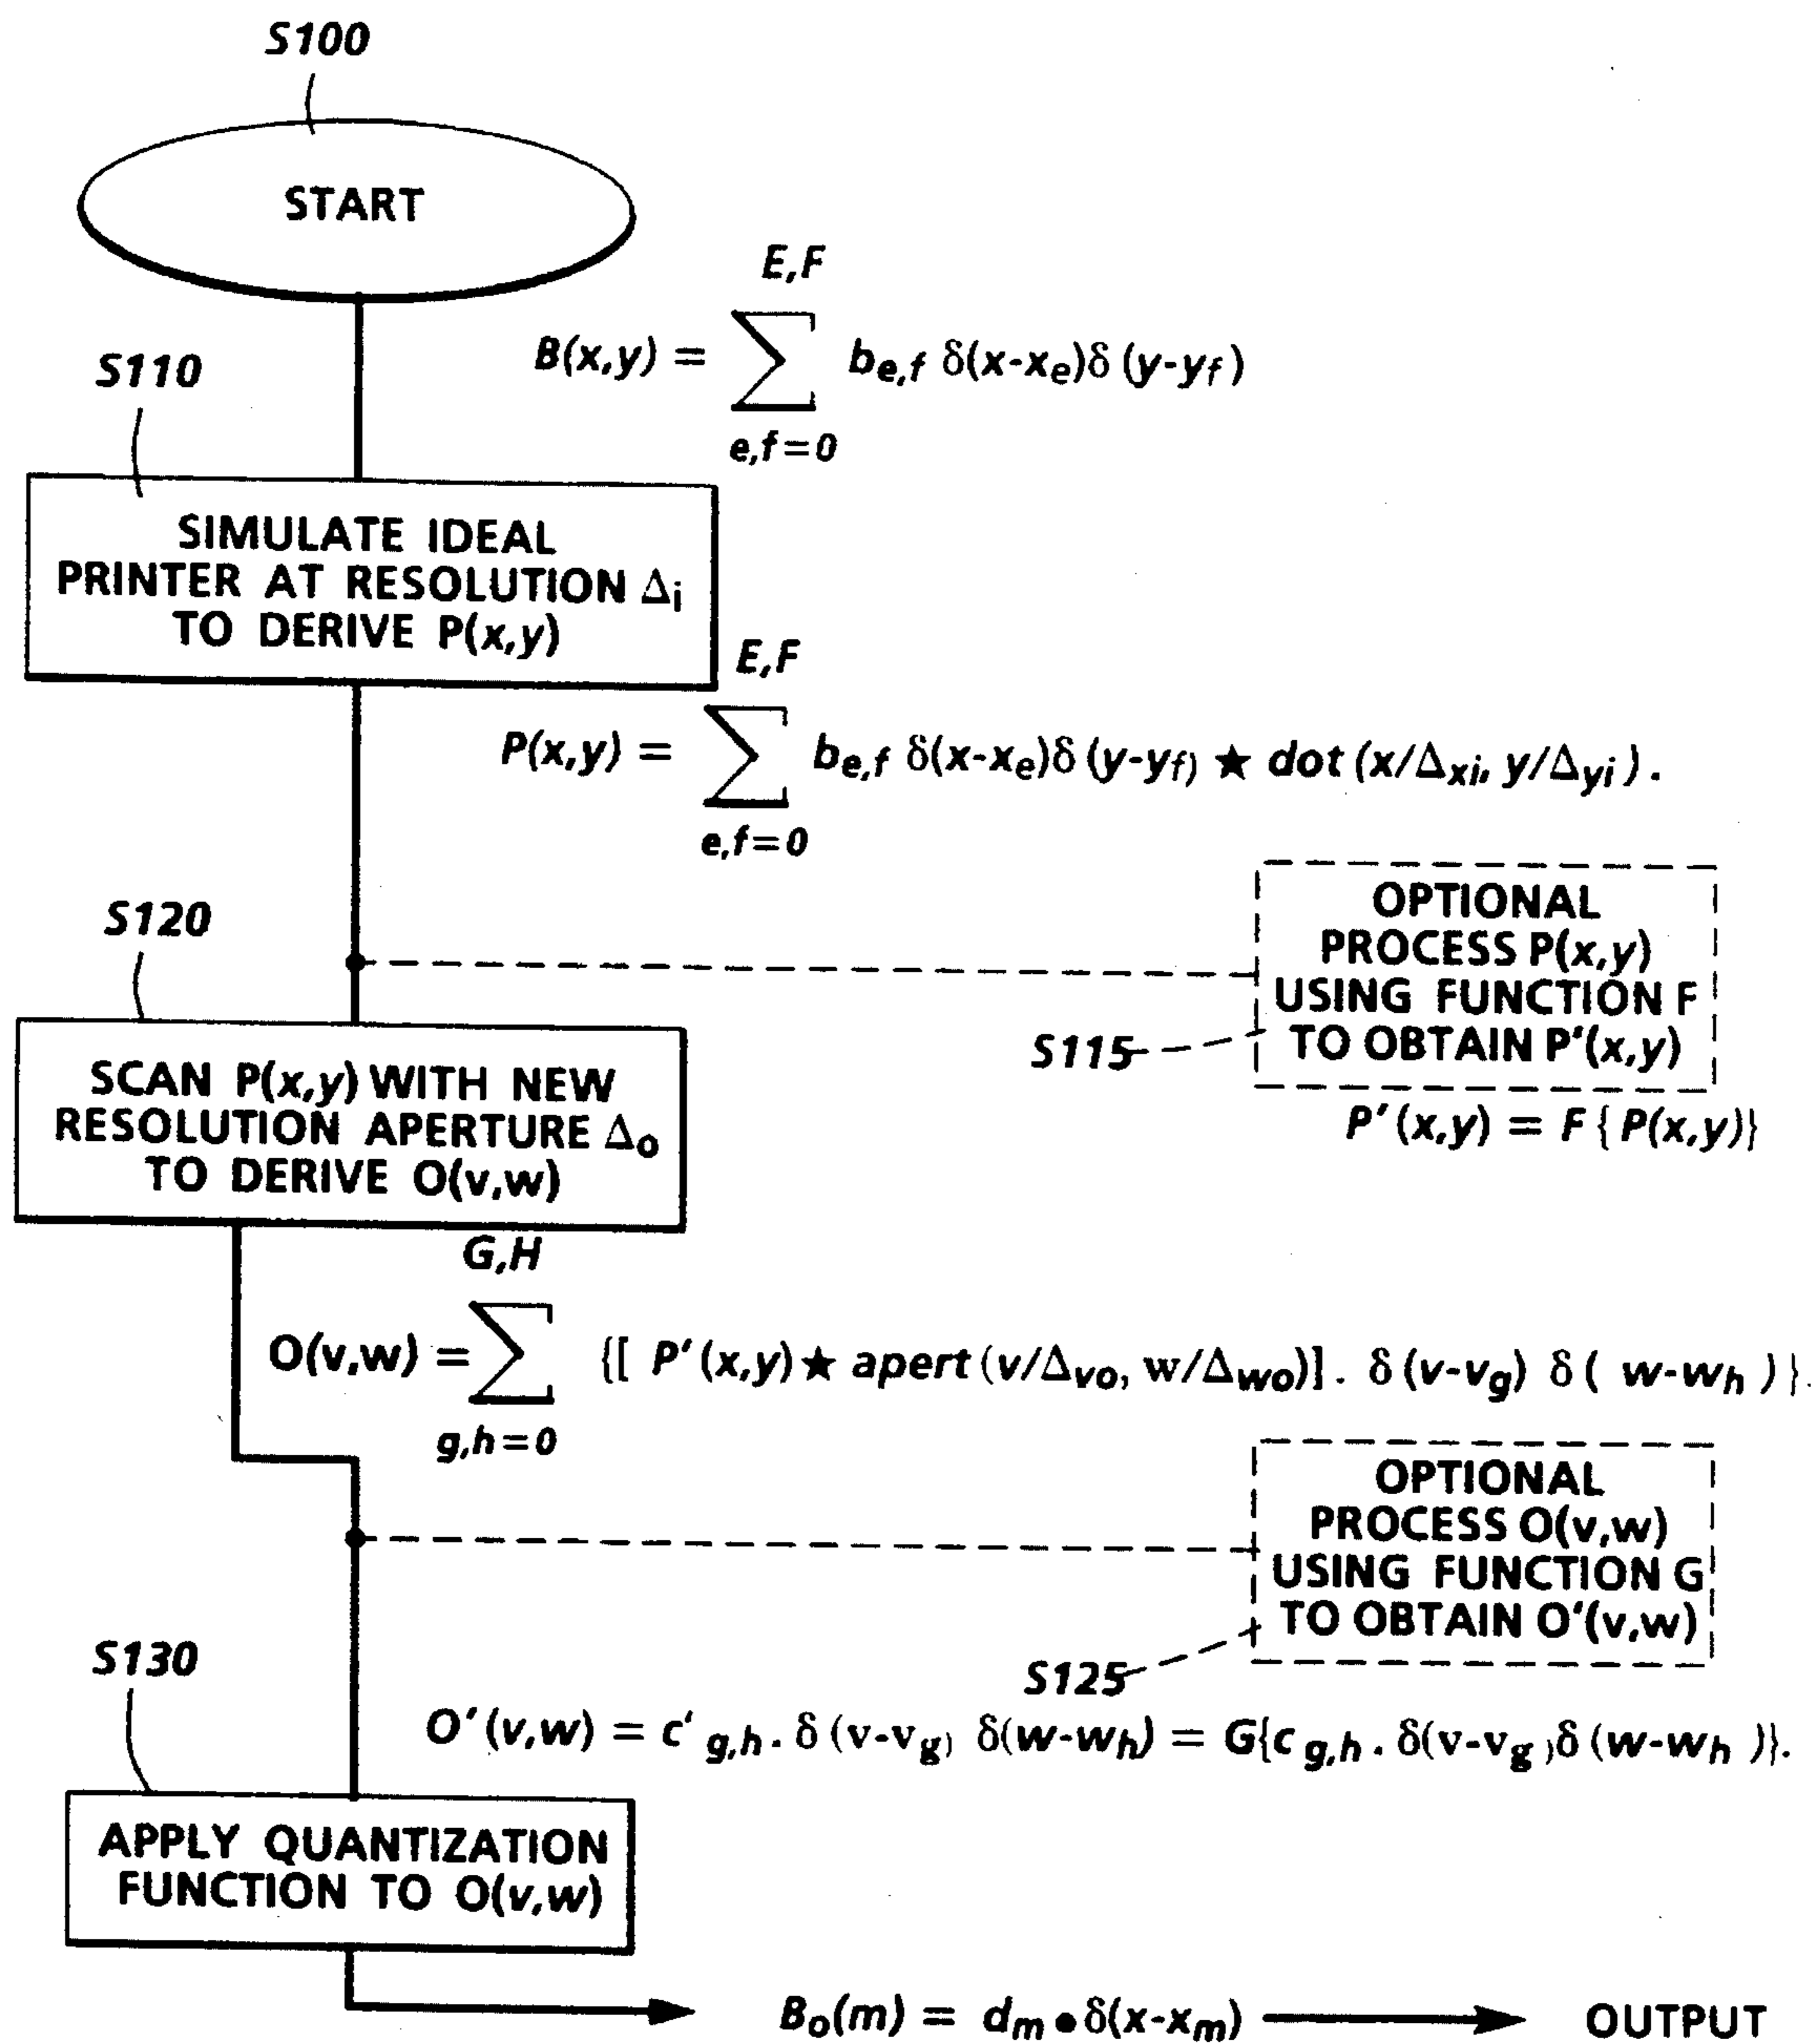 S100
START
E,F
B(x,y) = ∑ b_{e,f} δ(x-x_e)δ (y-y_f)
e,f=0
S110
SIMULATE IDEAL
PRINTER AT RESOLUTION Δ_i
TO DERIVE P(x,y)
E,F
P(x,y) = ∑ b_{e,f} δ(x-x_e)δ (y-y_f) ★ dot (x/Δ_{xi}, y/Δ_{yi}).
e,f=0
OPTIONAL
PROCESS P(x,y)
USING FUNCTION F
TO OBTAIN P'(x,y)
S115
P'(x,y) = F{P(x,y)}
S120
SCAN P(x,y) WITH NEW
RESOLUTION APERTURE Δ_o
TO DERIVE O(v,w)
G,H
O(v,w) = ∑ {[ P'(x,y) ★ apert (v/Δ_{vo}, w/Δ_{wo})] . δ (v-v_g) δ ( w-w_h ) }.
g,h=0
OPTIONAL
PROCESS O(v,w)
USING FUNCTION G
TO OBTAIN O'(v,w)
S125
O'(v,w) = c'_{g,h} . δ (v-v_g) δ(w-w_h) = G{c_{g,h} . δ(v-v_g)δ (w-w_h )}.
S130
APPLY QUANTIZATION
FUNCTION TO O(v,w)
B_o(m) = d_m • δ(x-x_m)
OUTPUT